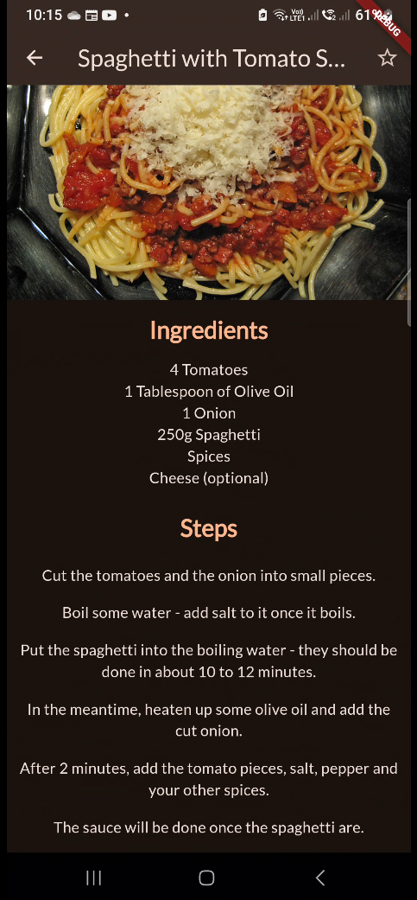 10:15
Vo)) LTE1 61%
DEBUG
Spaghetti with Tomato S...
Ingredients
4 Tomatoes
1 Tablespoon of Olive Oil
1 Onion
250g Spaghetti
Spices
Cheese (optional)
Steps
Cut the tomatoes and the onion into small pieces.
Boil some water - add salt to it once it boils.
Put the spaghetti into the boiling water - they should be
done in about 10 to 12 minutes.
In the meantime, heaten up some olive oil and add the
cut onion.
After 2 minutes, add the tomato pieces, salt, pepper and
your other spices.
The sauce will be done once the spaghetti are.